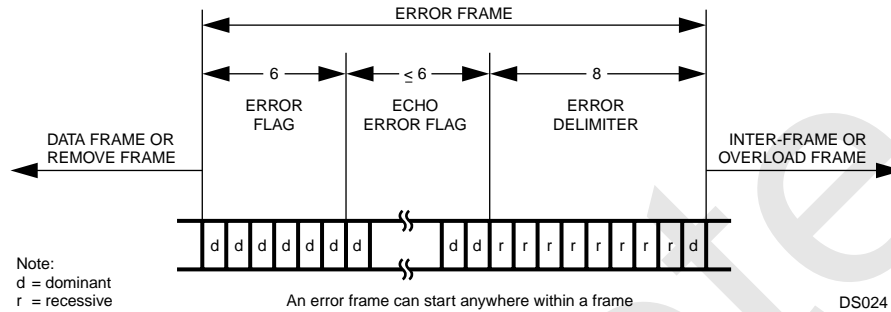 ERROR FRAME
6
≤ 6
8
ERROR
FLAG
ECHO
ERROR FLAG
ERROR
DELIMITER
DATA FRAME OR
REMOVE FRAME
INTER-FRAME OR
OVERLOAD FRAME
d d d d d d d d d r r r r r r r d
Note:
d = dominant
r = recessive
An error frame can start anywhere within a frame
DS024